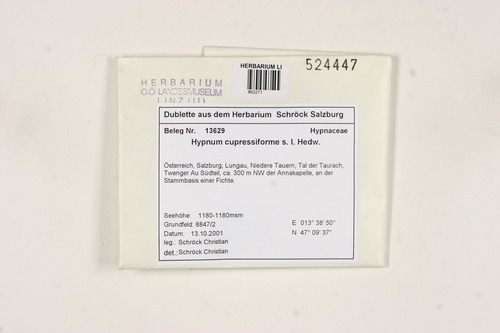 HERBARIUM
O.Ö. LANDESMUSEUM
LINZ (LI)
HERBARIUM LI
524447
Dublette aus dem Herbarium Schröck Salzburg
Beleg Nr. 13629 Hypnaceae
Hypnum cupressiforme s. l. Hedw.
Österreich, Salzburg, Lungau, Niedere Tauern, Tal der Taurach,
Twenger Au Südteil, ca. 300 m NW der Annakapelle, an der
Stammbasis einer Fichte.
Seehöhe: 1180-1180msm
Grundfeld: 8847/2
Datum: 13.10.2001
leg.: Schröck Christian
det.: Schröck Christian
E 013° 38' 50"
N 47° 09' 37"